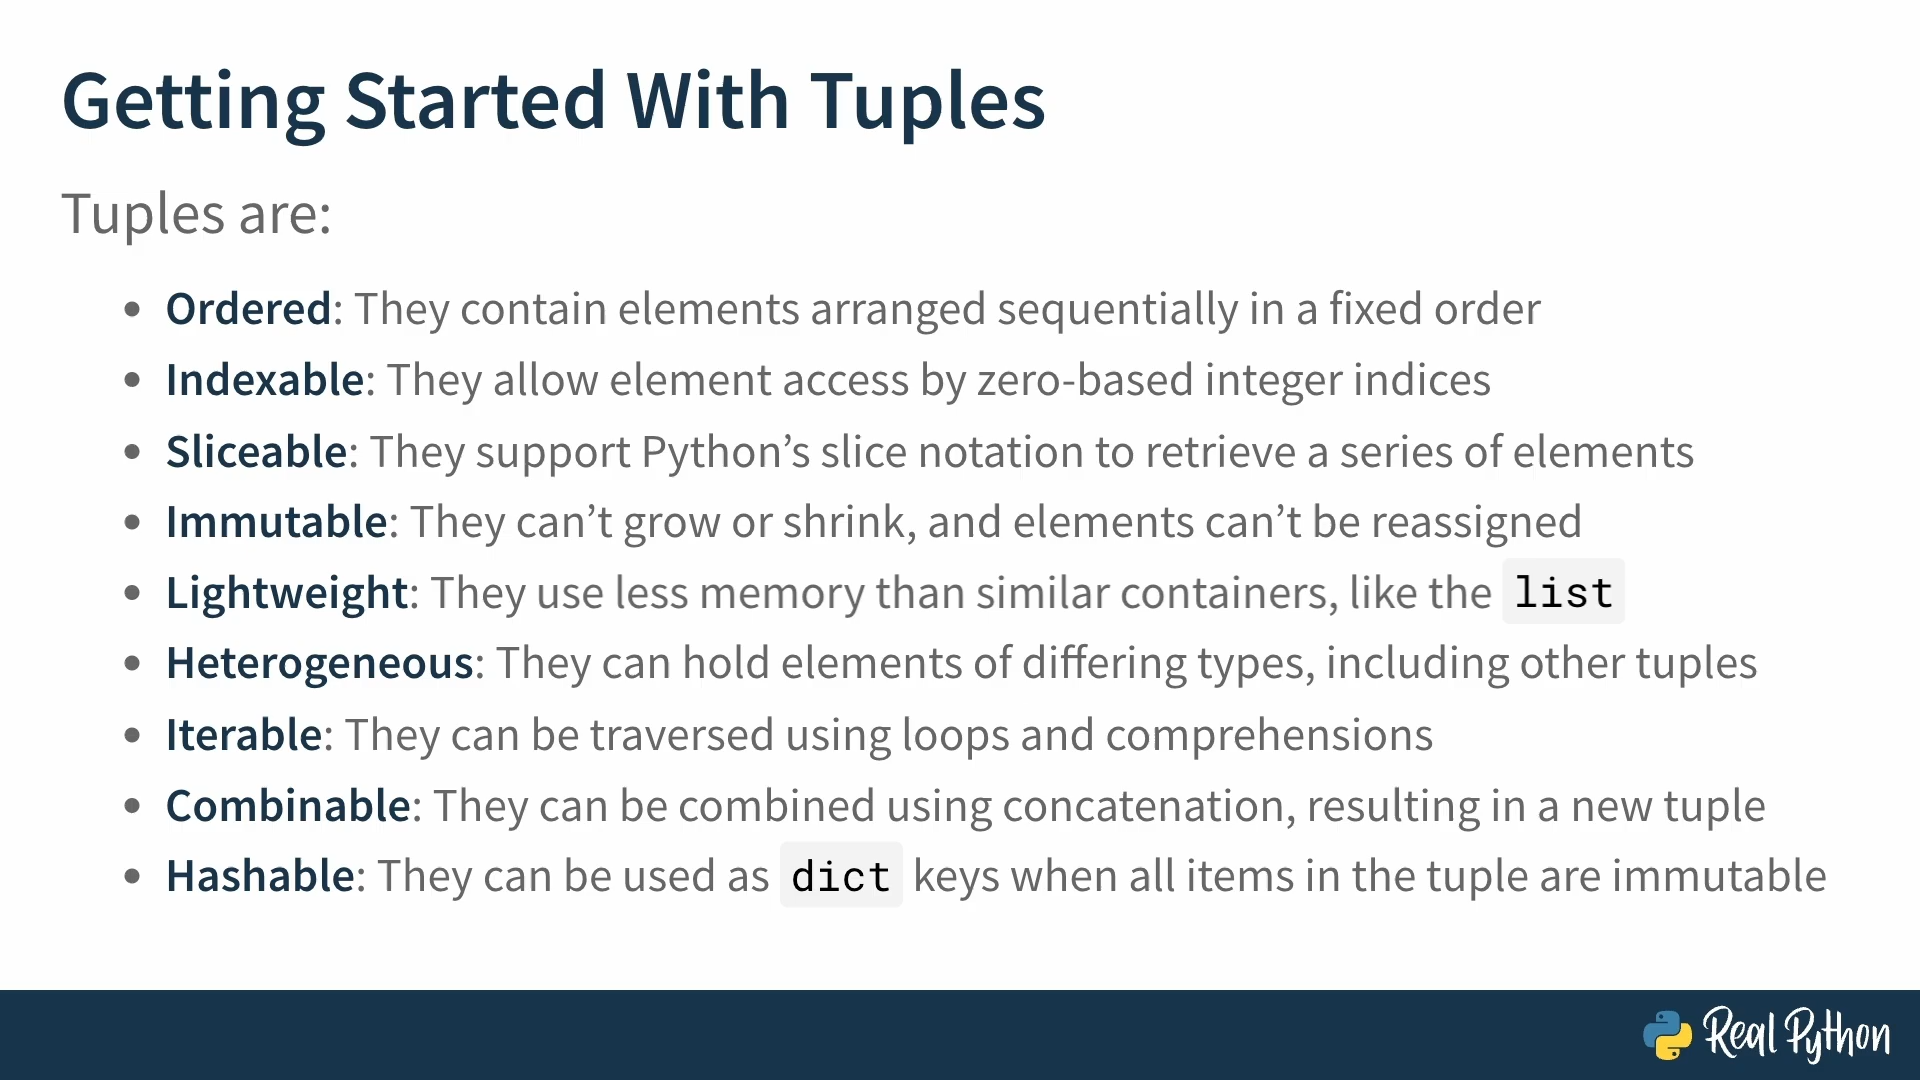 Getting Started With Tuples
Tuples are:
• Ordered: They contain elements arranged sequentially in a fixed order
• Indexable: They allow element access by zero-based integer indices
• Sliceable: They support Python’s slice notation to retrieve a series of elements
• Immutable: They can’t grow or shrink, and elements can’t be reassigned
• Lightweight: They use less memory than similar containers, like the list
• Heterogeneous: They can hold elements of differing types, including other tuples
• Iterable: They can be traversed using loops and comprehensions
• Combinable: They can be combined using concatenation, resulting in a new tuple
• Hashable: They can be used as dict keys when all items in the tuple are immutable
Real Python